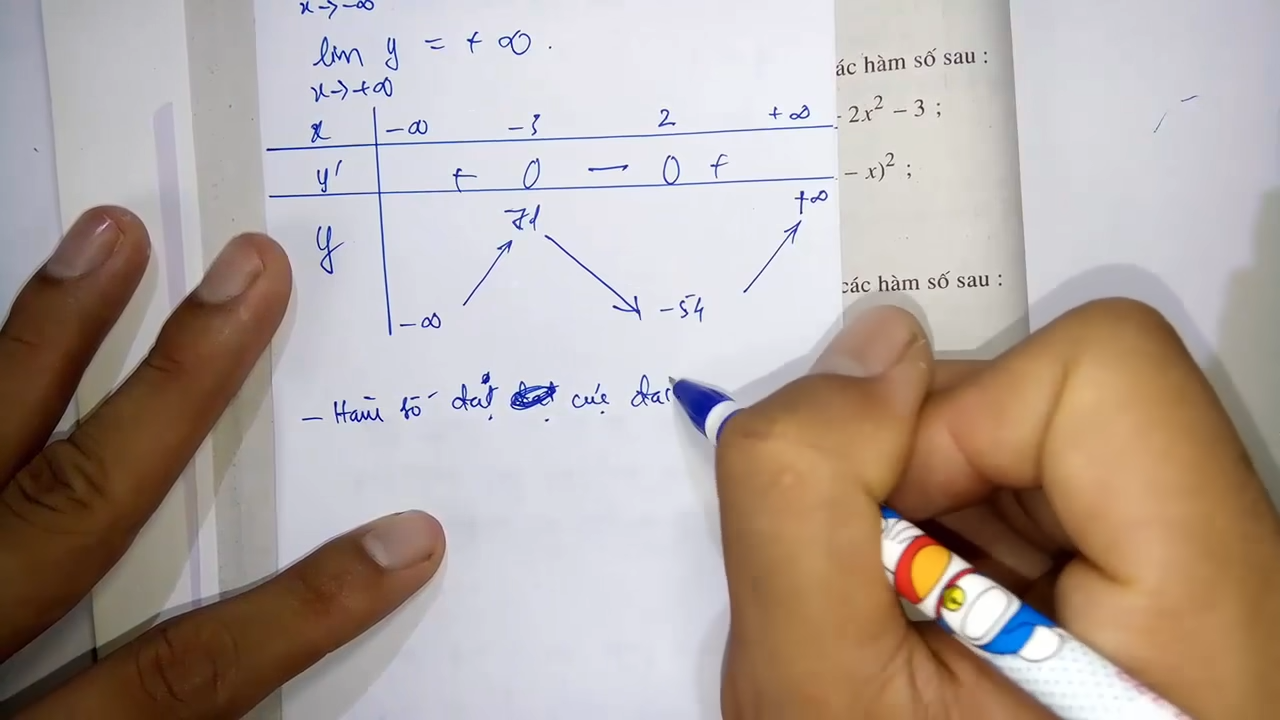 x → -∞
lim y = + ∞ .
x → +∞
x -∞ -3 2 +∞
y' + 0 — 0 +
y 71 +∞
-∞ -54
- Hàm số đạt cực đại
ác hàm số sau :
2x² - 3 ;
- x)² ;
các hàm số sau :